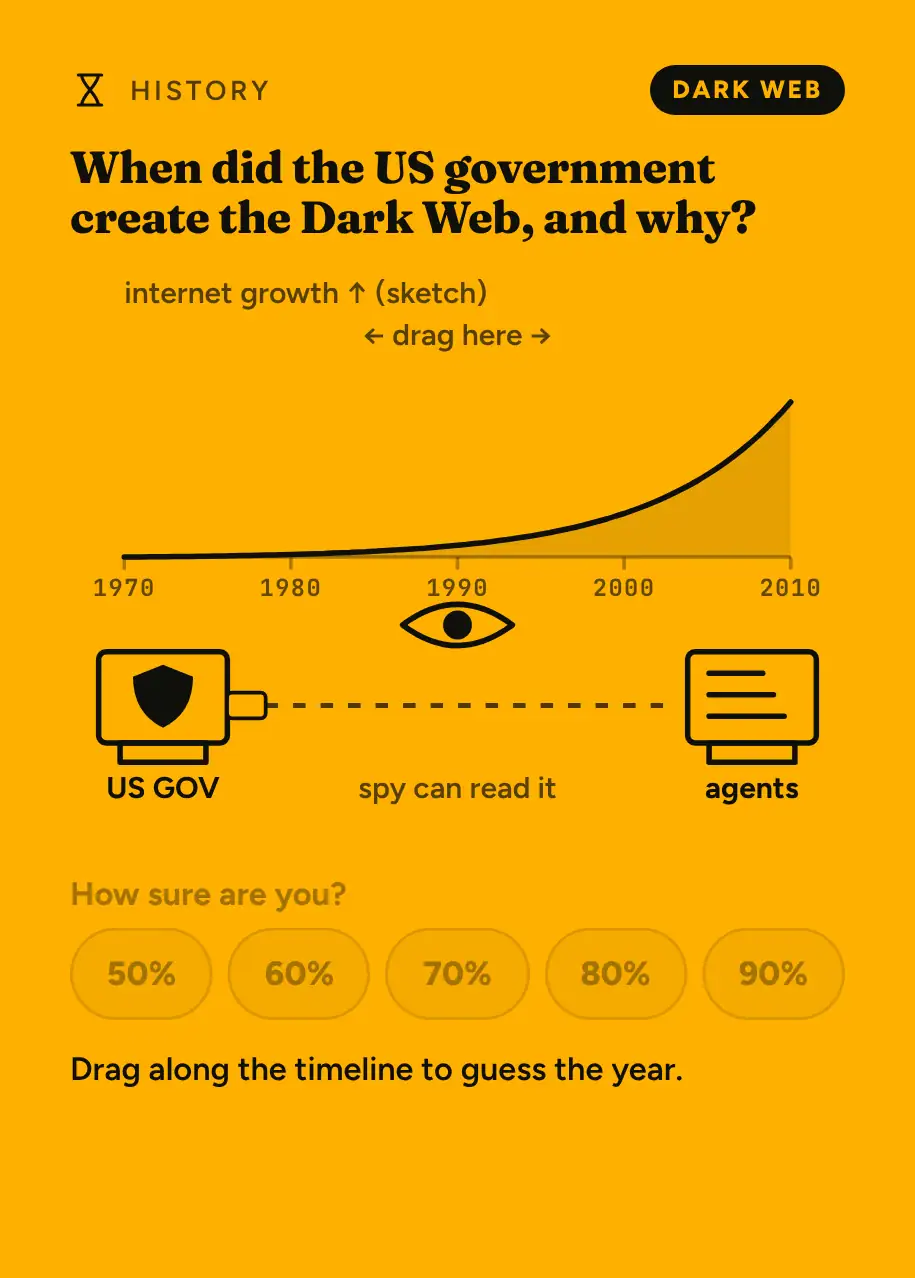 HISTORY
DARK WEB
When did the US government
create the Dark Web, and why?
internet growth ↑ (sketch)
← drag here →
1970 1980 1990 2000 2010
US GOV
spy can read it
agents
How sure are you?
50% 60% 70% 80% 90%
Drag along the timeline to guess the year.